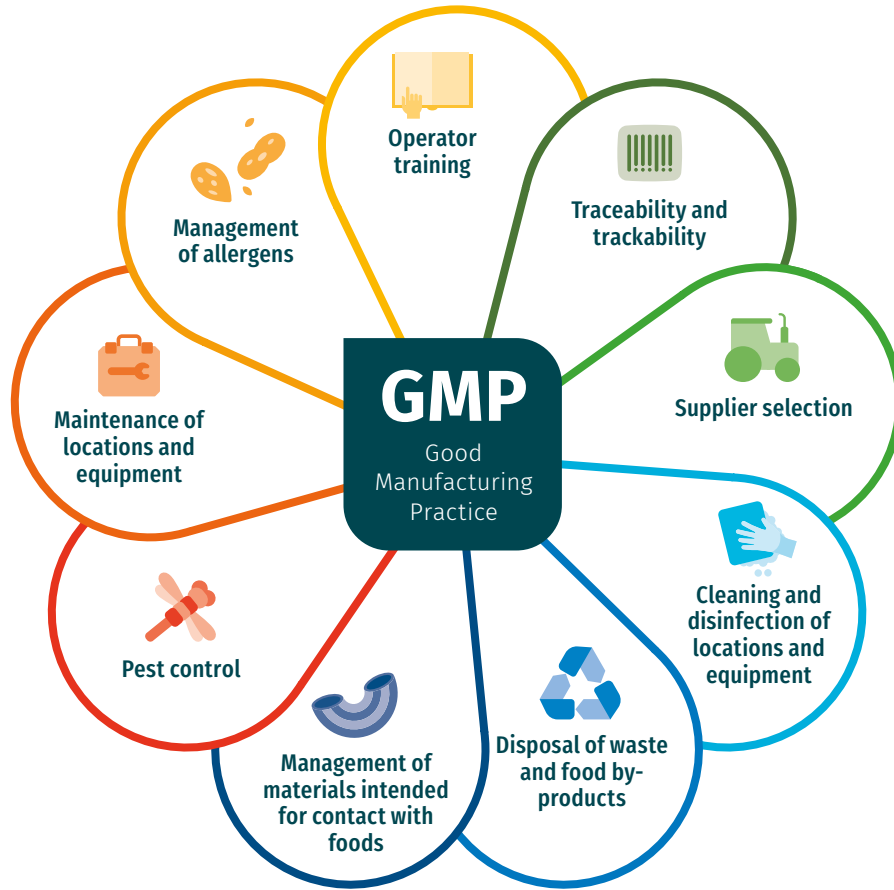 Operator
training
Traceability and
trackability
Supplier selection
Cleaning and
disinfection of
locations and
equipment
Disposal of waste
and food by-
products
Management of
materials intended
for contact with
foods
Pest control
Maintenance of
locations and
equipment
Management
of allergens
GMP
Good
Manufacturing
Practice